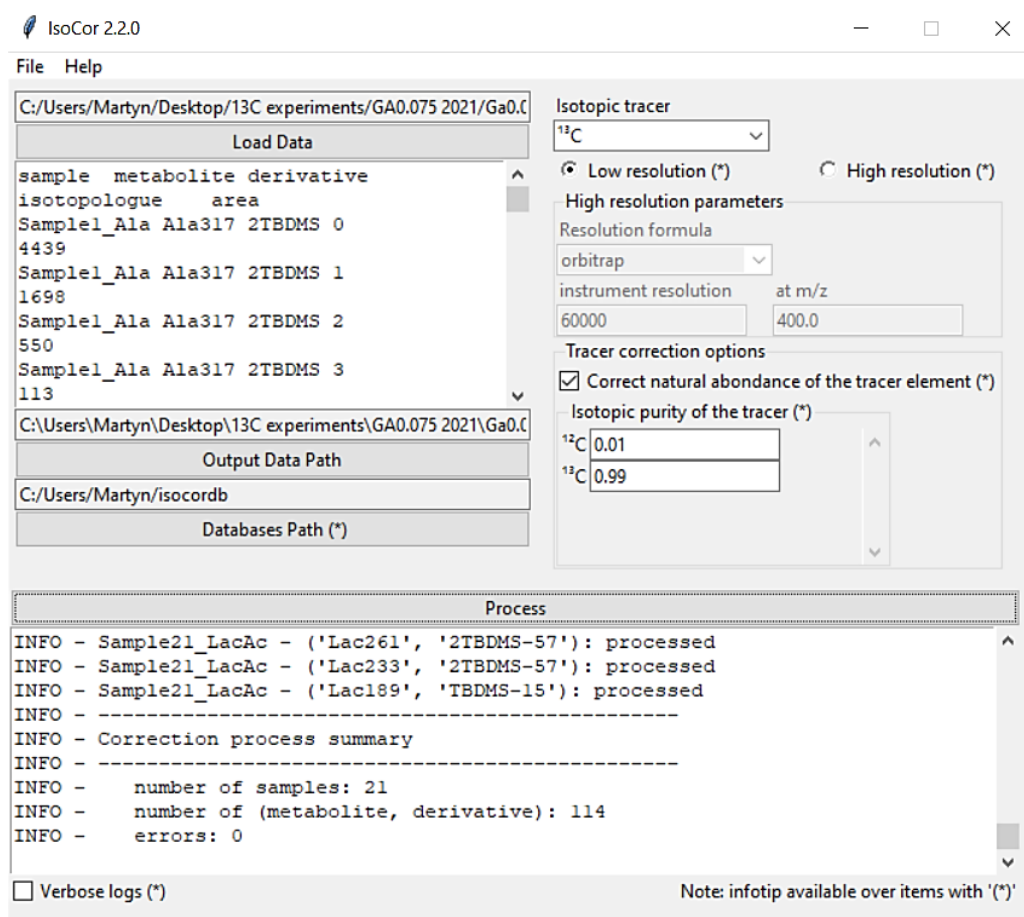 IsoCor 2.2.0
File Help
C:/Users/Martyn/Desktop/13C experiments/GA0.075 2021/Ga0.0
Load Data
sample metabolite derivative
isotopologue area
Sample1_Ala Ala317 2TBDMS 0
4439
Sample1_Ala Ala317 2TBDMS 1
1698
Sample1_Ala Ala317 2TBDMS 2
550
Sample1_Ala Ala317 2TBDMS 3
113
C:\Users\Martyn\Desktop\13C experiments\GA0.075 2021\Ga0.0
Output Data Path
C:/Users/Martyn/isocordb
Databases Path (*)
Isotopic tracer
¹³C
Low resolution (*) High resolution (*)
High resolution parameters
Resolution formula
orbitrap
instrument resolution at m/z
60000 400.0
Tracer correction options
Correct natural abondance of the tracer element (*)
Isotopic purity of the tracer (*)
¹²C 0.01
¹³C 0.99
Process
INFO - Sample21_LacAc - ('Lac261', '2TBDMS-57'): processed
INFO - Sample21_LacAc - ('Lac233', '2TBDMS-57'): processed
INFO - Sample21_LacAc - ('Lac189', 'TBDMS-15'): processed
INFO - ------------------------------------------------
INFO - Correction process summary
INFO - ------------------------------------------------
INFO - number of samples: 21
INFO - number of (metabolite, derivative): 114
INFO - errors: 0
Verbose logs (*) Note: infotip available over items with '(*)'